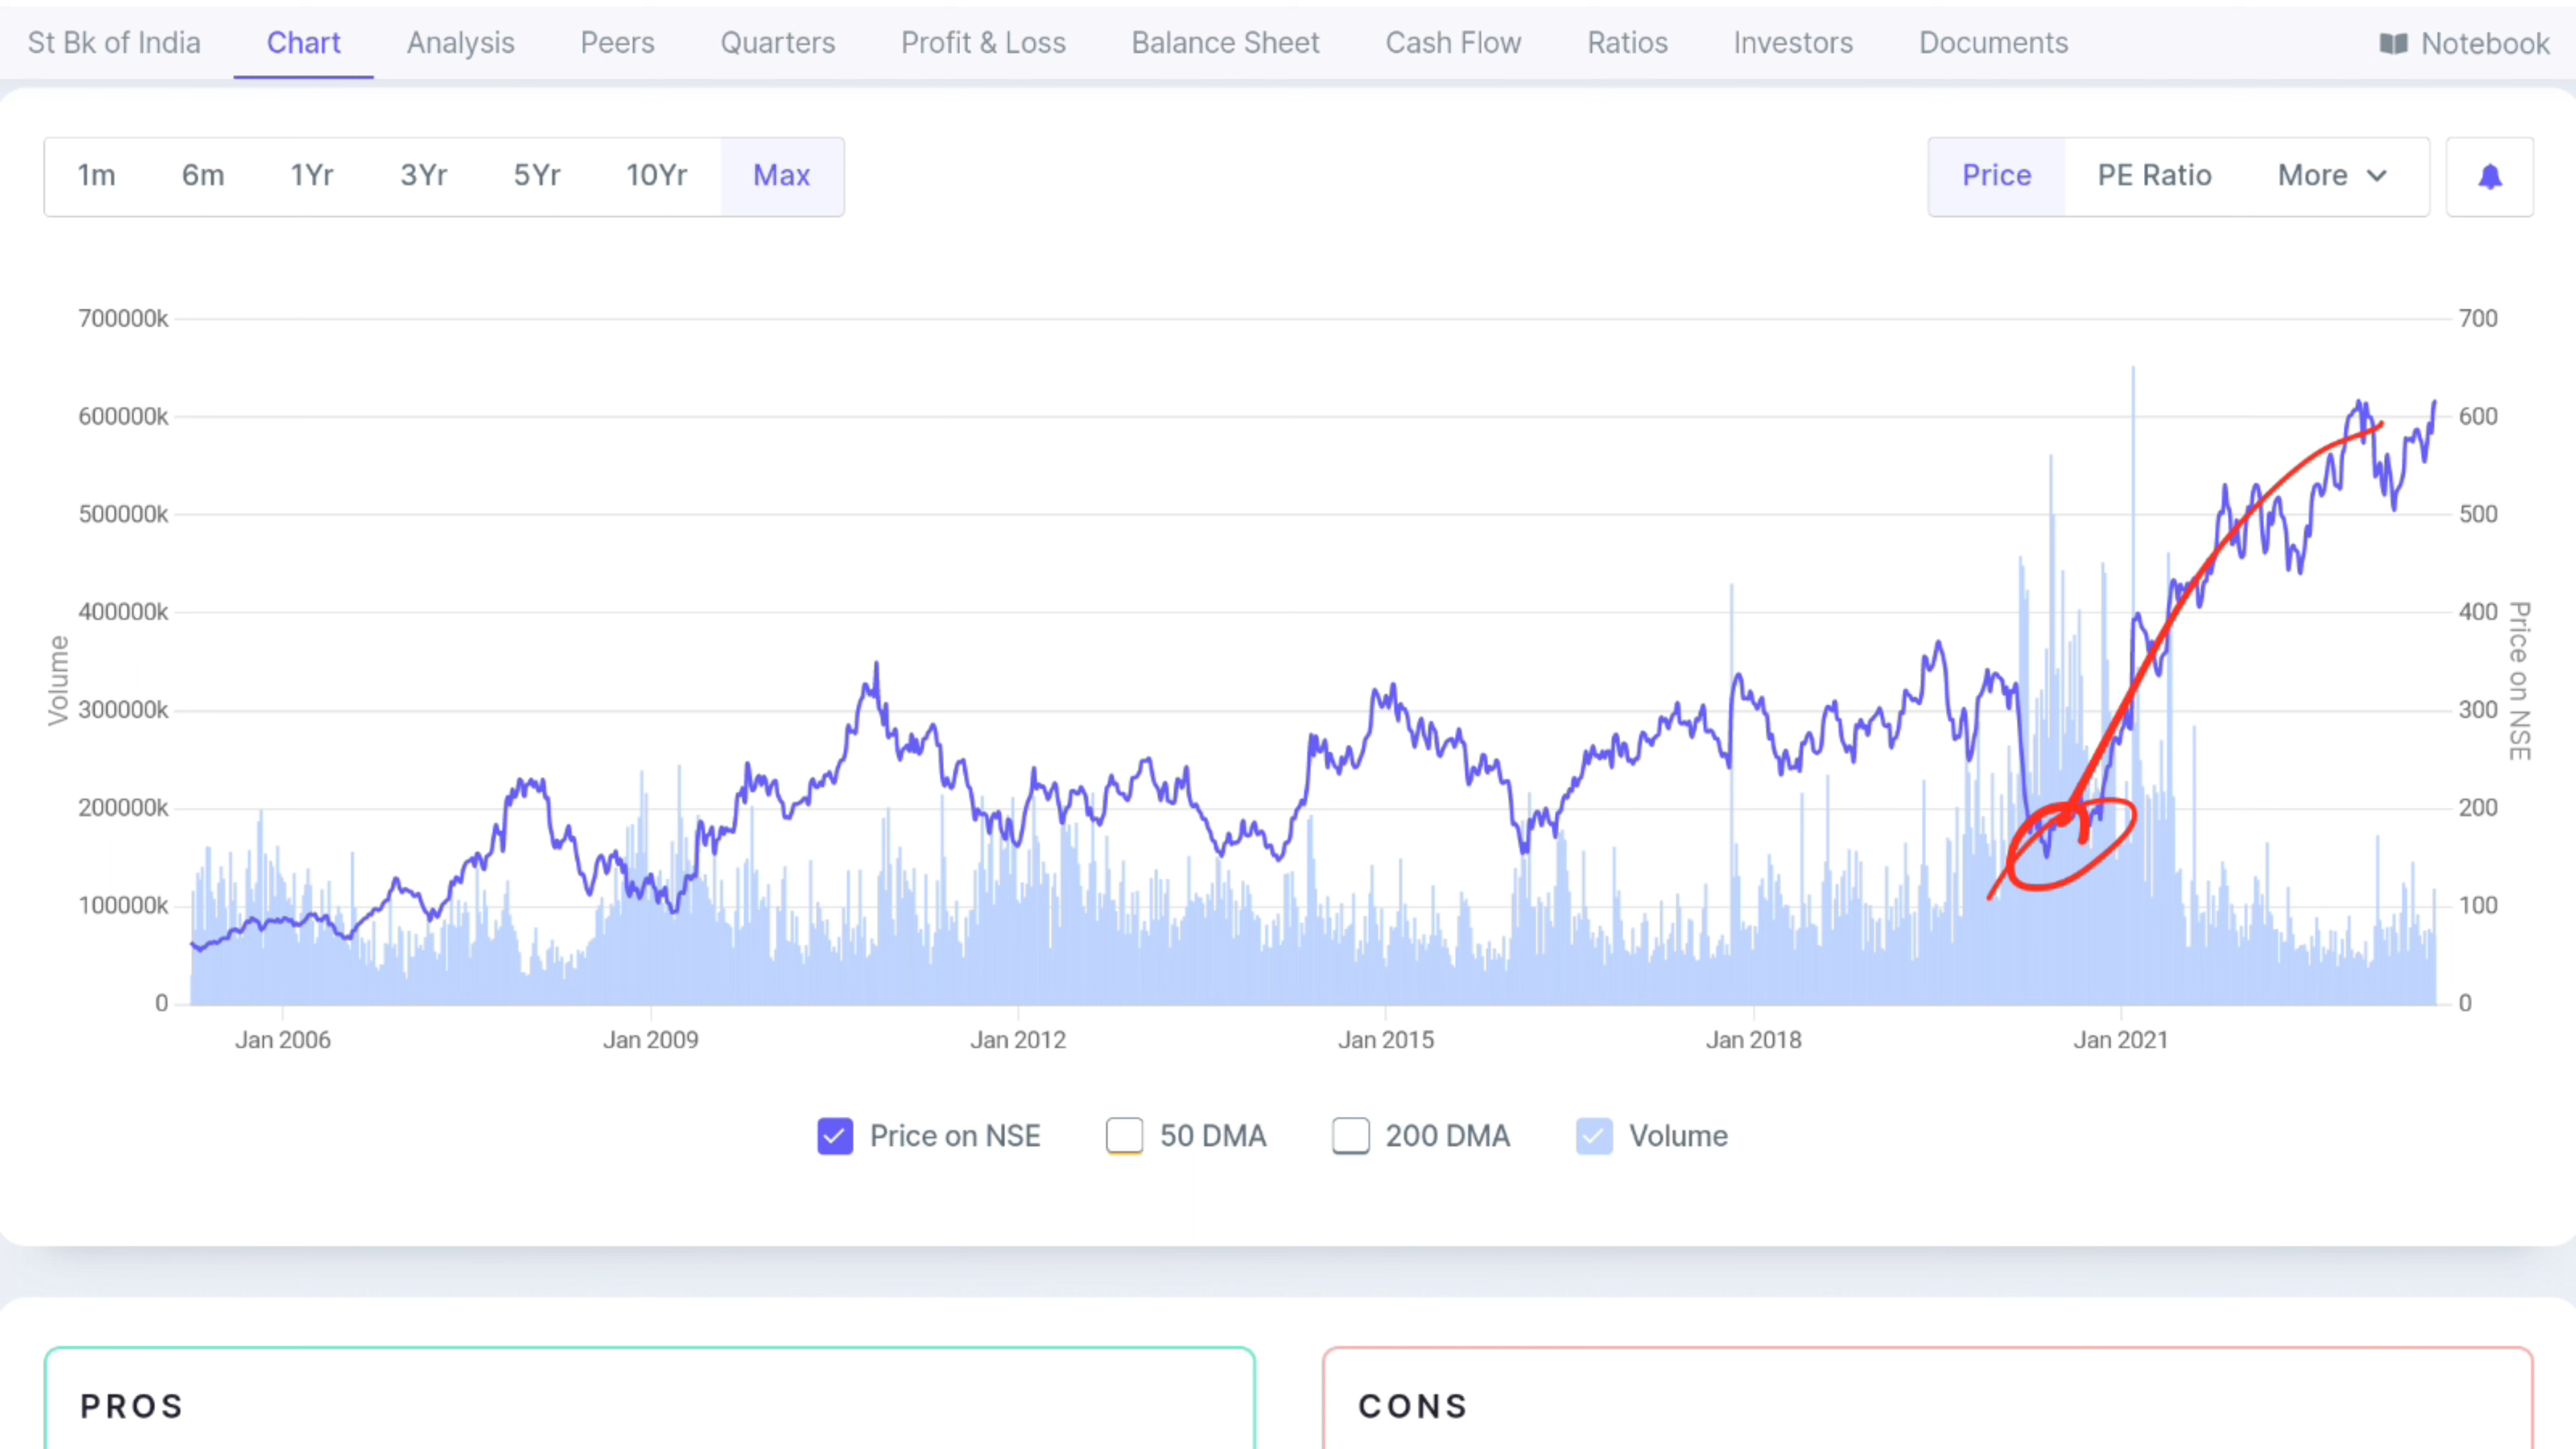 St Bk of India Chart Analysis Peers Quarters Profit & Loss Balance Sheet Cash Flow Ratios Investors Documents Notebook
1m 6m 1Yr 3Yr 5Yr 10Yr Max Price PE Ratio More
700000k 700
600000k 600
500000k 500
400000k 400
300000k 300
200000k 200
100000k 100
0 0
Volume
Price on NSE
Jan 2006 Jan 2009 Jan 2012 Jan 2015 Jan 2018 Jan 2021
Price on NSE 50 DMA 200 DMA Volume
PROS CONS